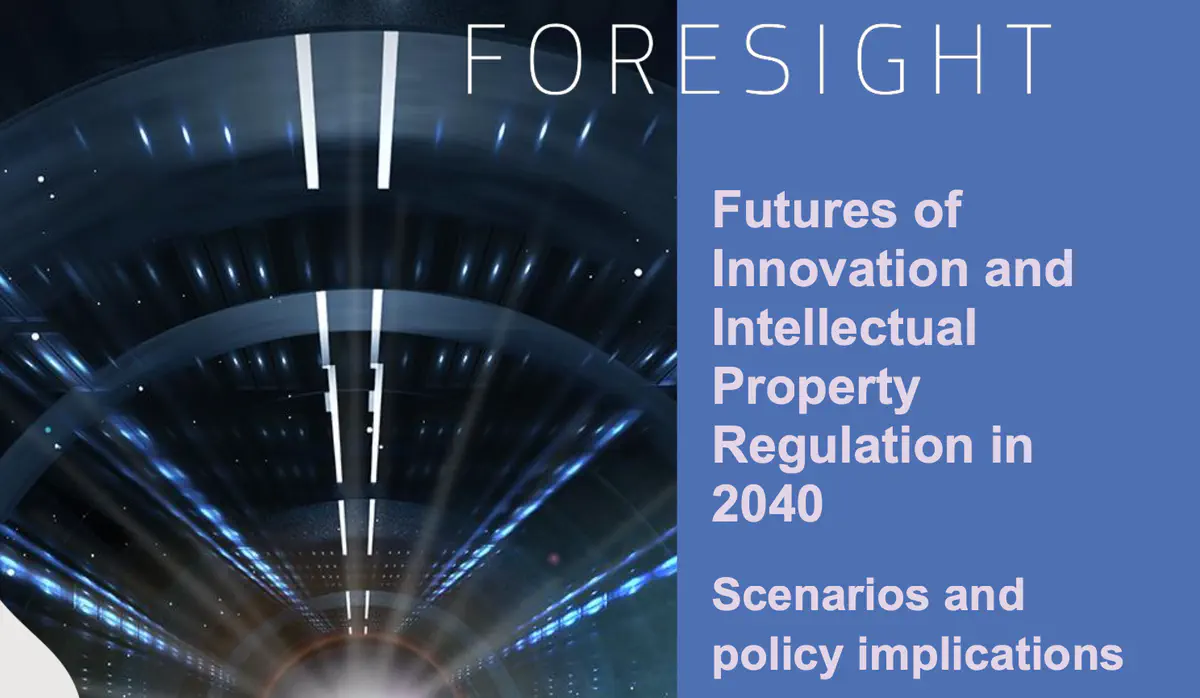 FORESIGHT
Futures of
Innovation and
Intellectual
Property
Regulation in
2040
Scenarios and
policy implications